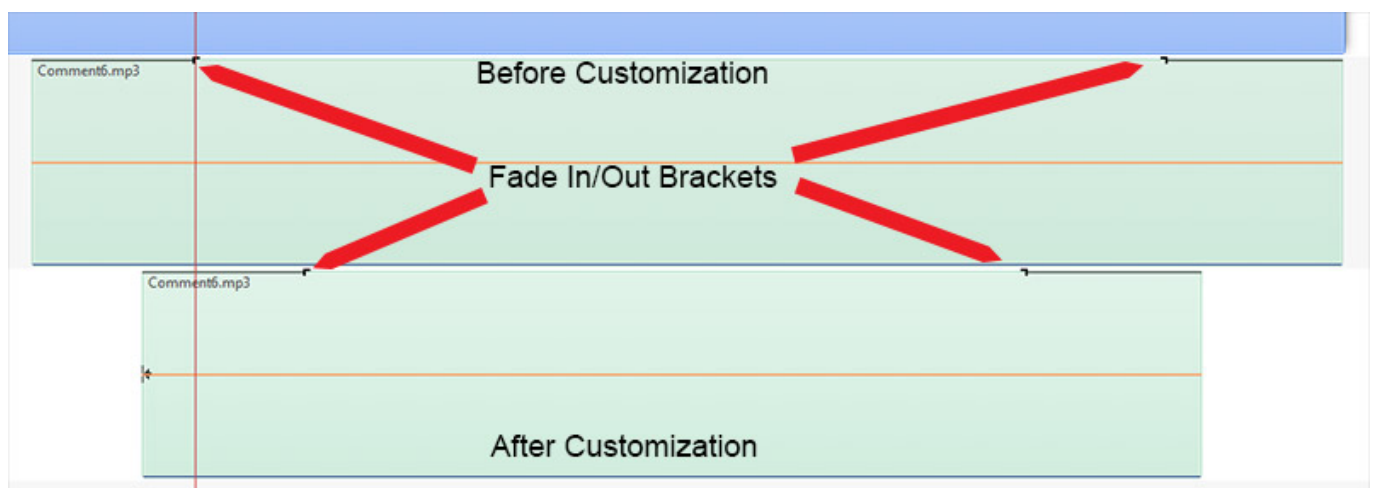 Comment6.mp3
Before Customization
Fade In/Out Brackets
Comment6.mp3
After Customization